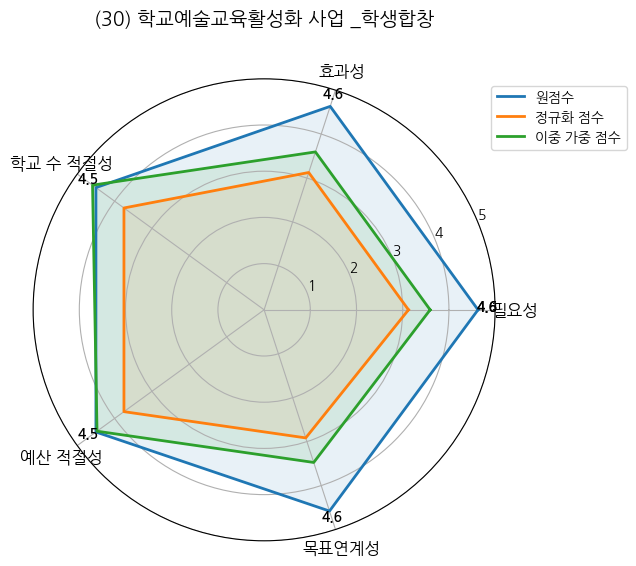 (30) 학교예술교육활성화 사업 _학생합창
효과성
4.6
원점수
정규화 점수
이중 가중 점수
학교 수 적절성
4.5
5
4
3
2
1
4.6
필요성
4.5
예산 적절성
4.6
목표연계성